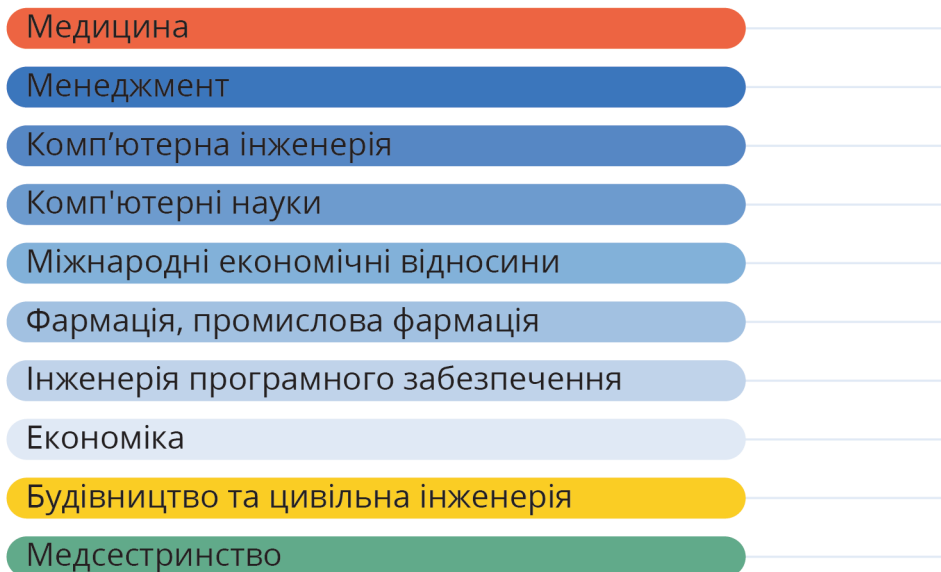 Медицина
Менеджмент
Комп’ютерна інженерія
Комп'ютерні науки
Міжнародні економічні відносини
Фармація, промислова фармація
Інженерія програмного забезпечення
Економіка
Будівництво та цивільна інженерія
Медсестринство